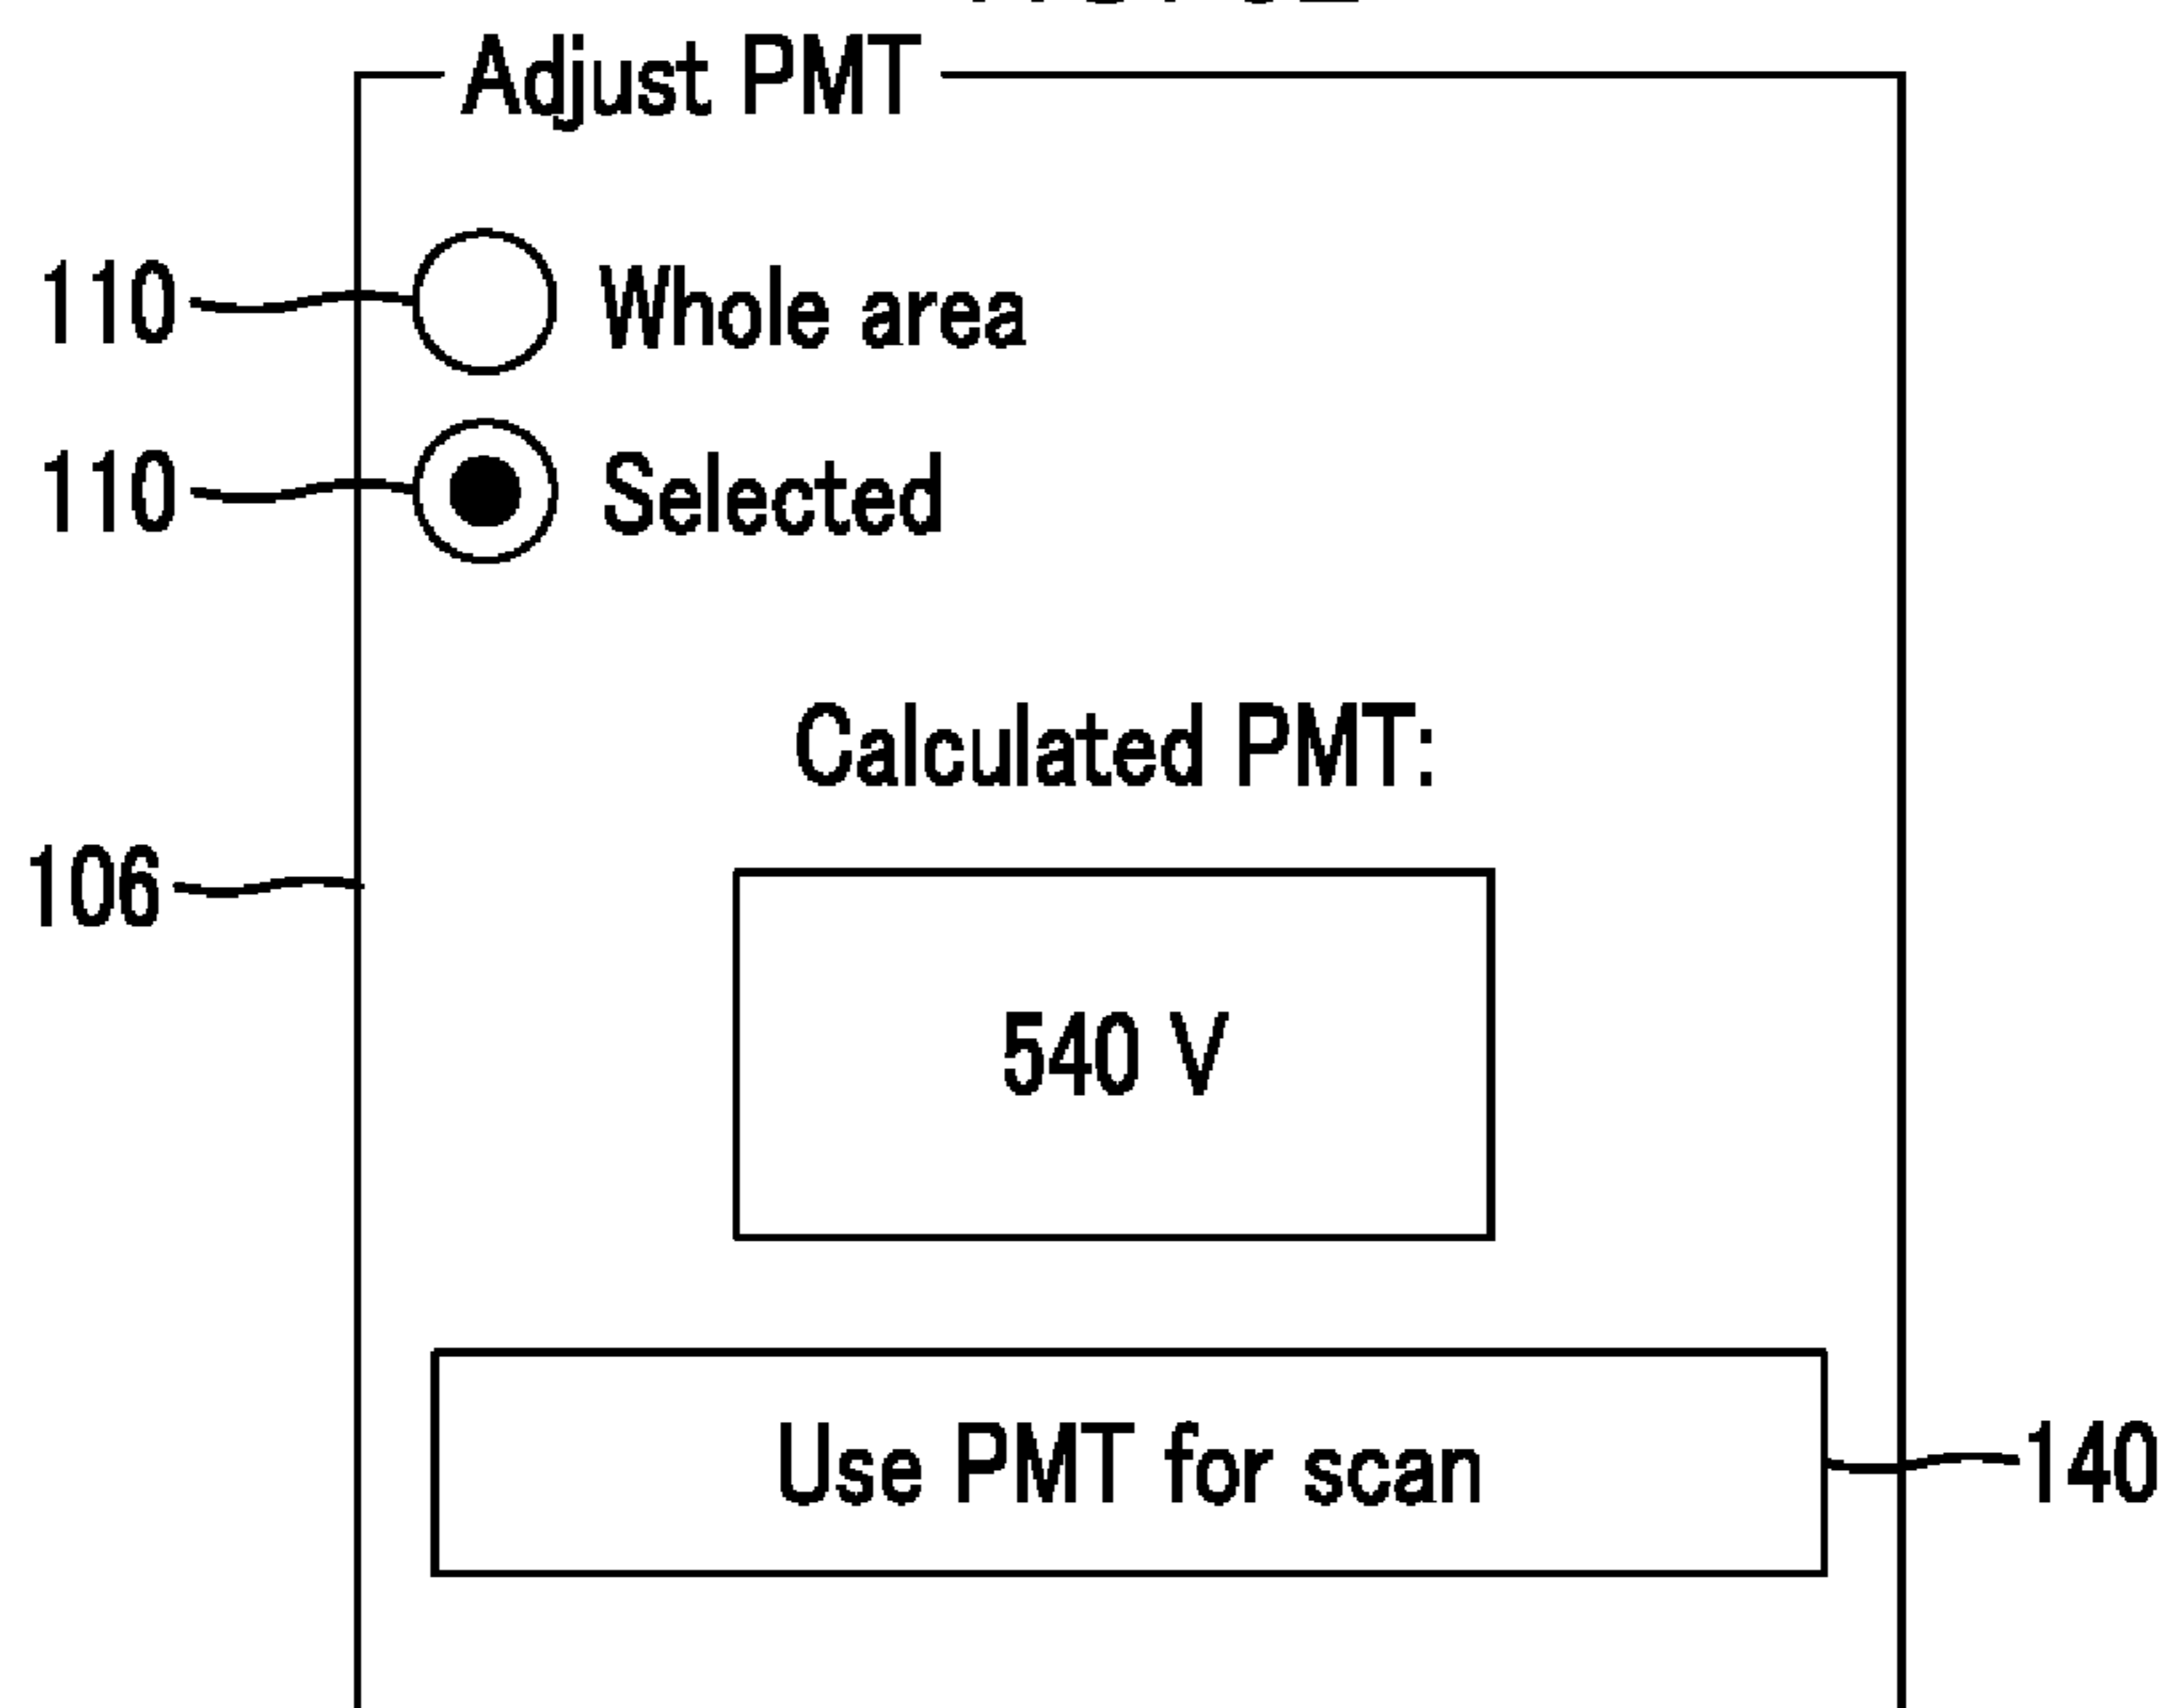 Adjust PMT
110 Whole area
110 Selected
Calculated PMT:
106
540 V
Use PMT for scan 140